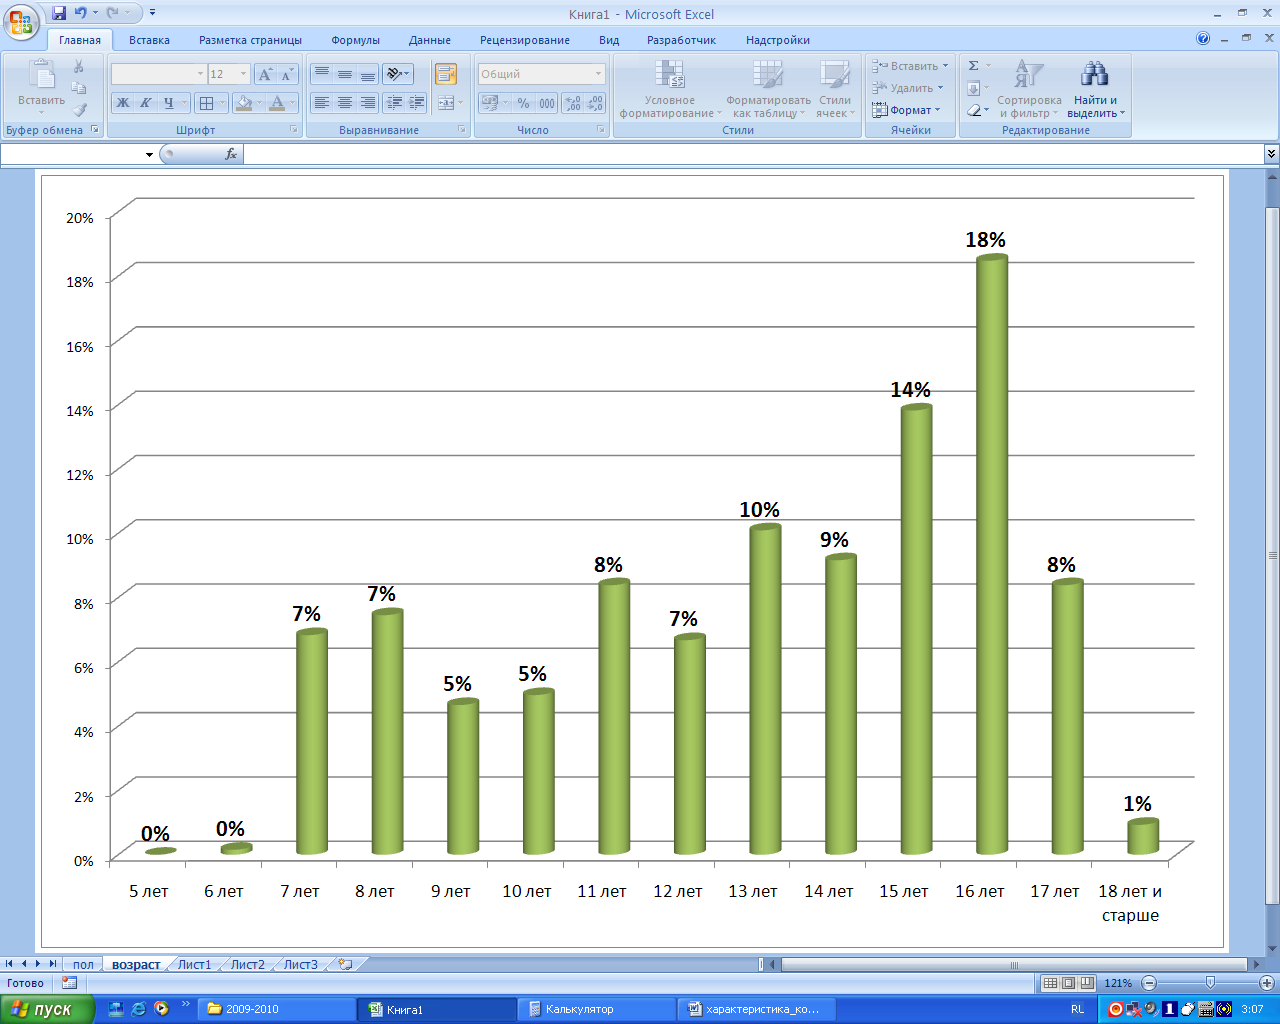 Книга1 - Microsoft Excel
Главная Вставка Разметка страницы Формулы Данные Рецензирование Вид Разработчик Надстройки
12 Общий Вставить Σ
Удалить
Вставить Ж К Ч % 000 Условное форматирование Форматировать как таблицу Стили ячеек Формат Сортировка и фильтр Найти и выделить
Буфер обмена Шрифт Выравнивание Число Стили Ячейки Редактирование
fx
20%
18%
16%
14%
12%
10%
8%
6%
4%
2%
0%
0% 0% 7% 7% 5% 5% 8% 7% 10% 9% 14% 18% 8% 1%
5 лет 6 лет 7 лет 8 лет 9 лет 10 лет 11 лет 12 лет 13 лет 14 лет 15 лет 16 лет 17 лет 18 лет и старше
пол возраст Лист1 Лист2 Лист3
Готово 121%
пуск 2009-2010 Книга1 Калькулятор характеристика_ко... RL 1 3:07